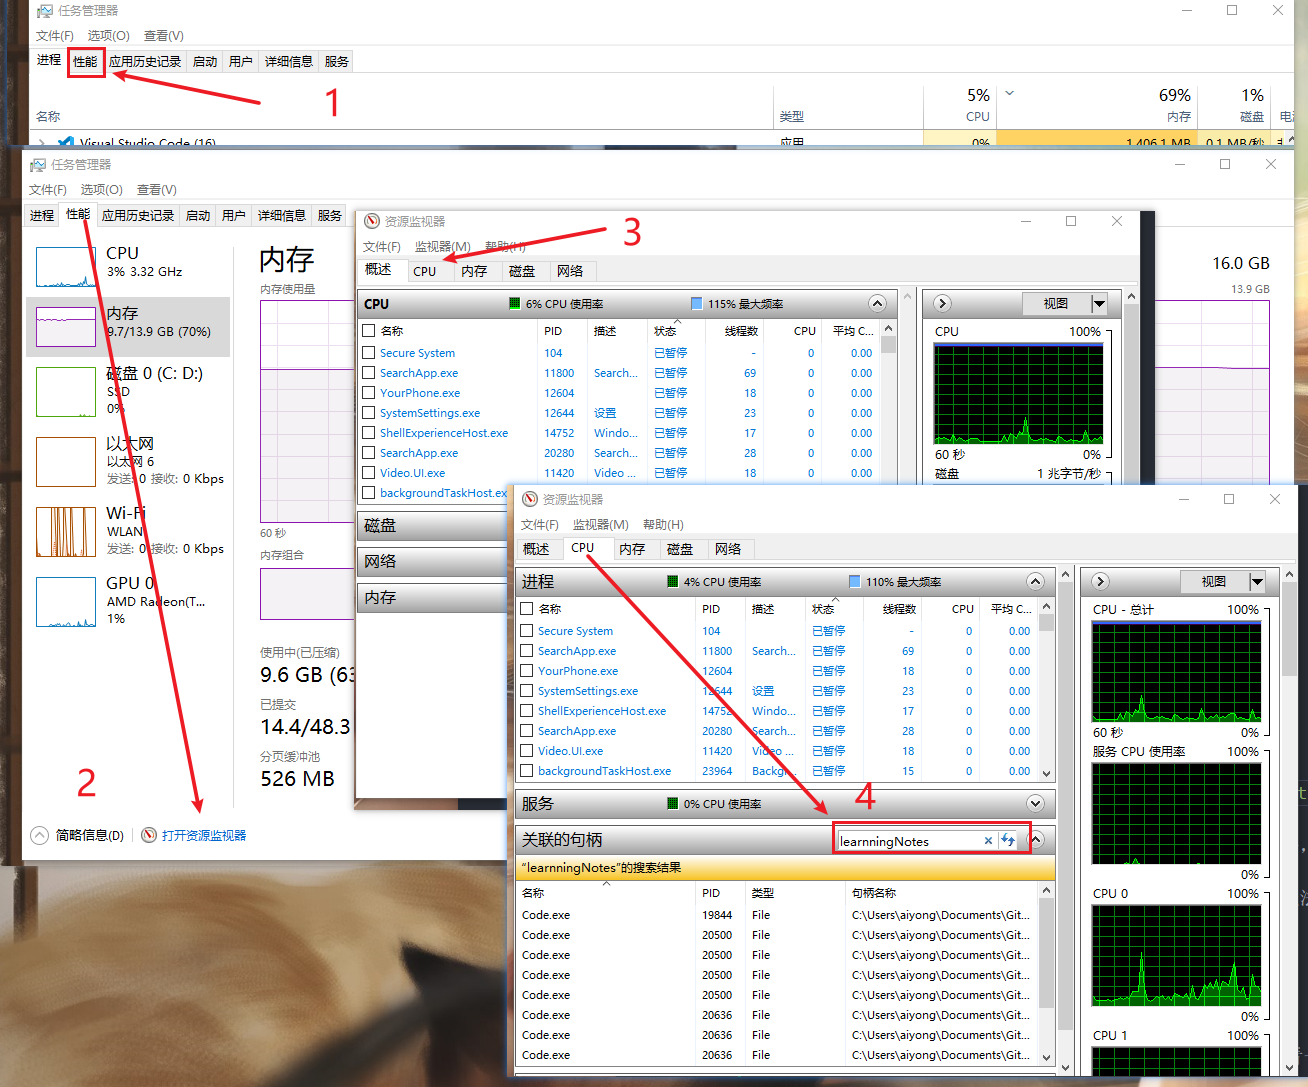 任务管理器
文件(F) 选项(O) 查看(V)
进程 性能 应用历史记录 启动 用户 详细信息 服务
1
5% 69% 1%
名称 类型 CPU 内存 磁盘
Visual Studio Code (16) 应用 0% 1,406.1 MB 0.1 MB/秒
任务管理器
文件(F) 选项(O) 查看(V)
进程 性能 应用历史记录 启动 用户 详细信息 服务
CPU
3% 3.32 GHz
内存
9.7/13.9 GB (70%)
磁盘 0 (C: D:)
SSD
0%
以太网
以太网 6
发送: 0 接收: 0 Kbps
Wi-Fi
WLAN
发送: 0 接收: 0 Kbps
GPU 0
AMD Radeon(T...
1%
内存
内存使用量
16.0 GB
13.9 GB
60 秒
内存组合
使用中(已压缩)
9.6 GB (63
已提交
14.4/48.3
分页缓冲池
526 MB
2
简略信息(D) 打开资源监视器
资源监视器
文件(F) 监视器(M) 帮助(H)
3
概述 CPU 内存 磁盘 网络
CPU 6% CPU 使用率 115% 最大频率
名称 PID 描述 状态 线程数 CPU 平均 C...
Secure System 104 已暂停 - 0 0.00
SearchApp.exe 11800 Search... 已暂停 69 0 0.00
YourPhone.exe 12604 已暂停 18 0 0.00
SystemSettings.exe 12644 设置 已暂停 23 0 0.00
ShellExperienceHost.exe 14752 Windo... 已暂停 17 0 0.00
SearchApp.exe 20280 Search... 已暂停 28 0 0.00
Video.UI.exe 11420 Video ... 已暂停 18 0 0.00
backgroundTaskHost.ex
磁盘
网络
内存
视图
CPU 100%
60 秒 0%
磁盘 1 兆字节/秒
资源监视器
文件(F) 监视器(M) 帮助(H)
概述 CPU 内存 磁盘 网络
进程 4% CPU 使用率 110% 最大频率
名称 PID 描述 状态 线程数 CPU 平均 C...
Secure System 104 已暂停 - 0 0.00
SearchApp.exe 11800 Search... 已暂停 69 0 0.00
YourPhone.exe 12604 已暂停 18 0 0.00
SystemSettings.exe 12644 设置 已暂停 23 0 0.00
ShellExperienceHost.exe 14752 Windo... 已暂停 17 0 0.00
SearchApp.exe 20280 Search... 已暂停 28 0 0.00
Video.UI.exe 11420 Video ... 已暂停 18 0 0.00
backgroundTaskHost.exe 23964 Backgr... 已暂停 15 0 0.00
4
服务 0% CPU 使用率
关联的句柄 learnningNotes
“learnningNotes”的搜索结果
名称 PID 类型 句柄名称
Code.exe 19844 File C:\Users\aiyong\Documents\Git...
Code.exe 20500 File C:\Users\aiyong\Documents\Git...
Code.exe 20500 File C:\Users\aiyong\Documents\Git...
Code.exe 20500 File C:\Users\aiyong\Documents\Git...
Code.exe 20500 File C:\Users\aiyong\Documents\Git...
Code.exe 20636 File C:\Users\aiyong\Documents\Git...
Code.exe 20636 File C:\Users\aiyong\Documents\Git...
Code.exe 20636 File C:\Users\aiyong\Documents\Git...
视图
CPU - 总计 100%
60 秒 0%
服务 CPU 使用率 100%
0%
CPU 0 100%
0%
CPU 1 100%